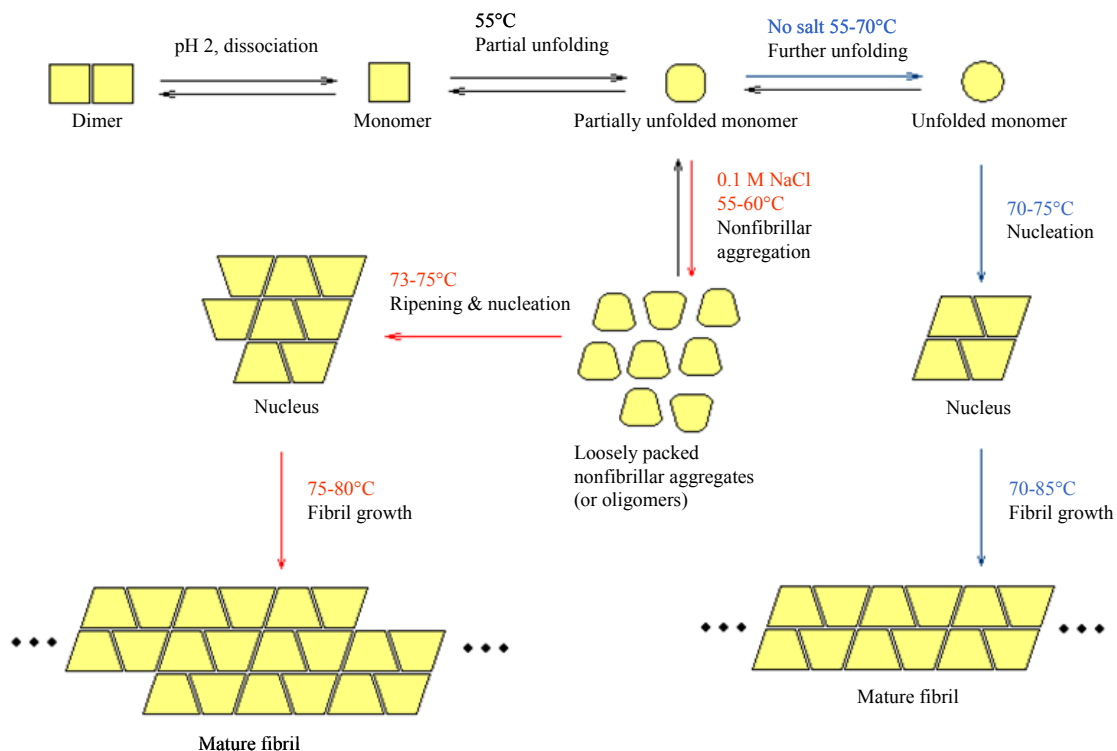 pH 2, dissociation
55°C
Partial unfolding
No salt 55-70°C
Further unfolding
Dimer
Monomer
Partially unfolded monomer
Unfolded monomer
0.1 M NaCl
55-60°C
Nonfibrillar
aggregation
70-75°C
Nucleation
73-75°C
Ripening & nucleation
Nucleus
Loosely packed
nonfibrillar aggregates
(or oligomers)
Nucleus
75-80°C
Fibril growth
70-85°C
Fibril growth
Mature fibril
Mature fibril